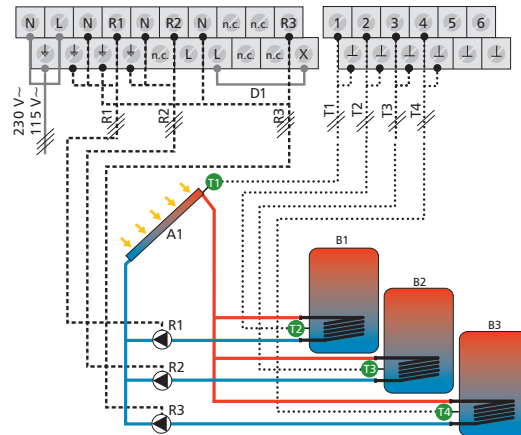 N L N R1 N R2 N n.c. n.c. R3
n.c. L L n.c. n.c. X
D1
1 2 3 4 5 6
⏚ ⏚ ⏚ ⏚
⊥ ⊥ ⊥ ⊥ ⊥ ⊥
230 V~
115 V~
R1
R2
R3
T1
T2
T3
T4
T1
A1
B1
B2
B3
T2
T3
T4
R1
R2
R3